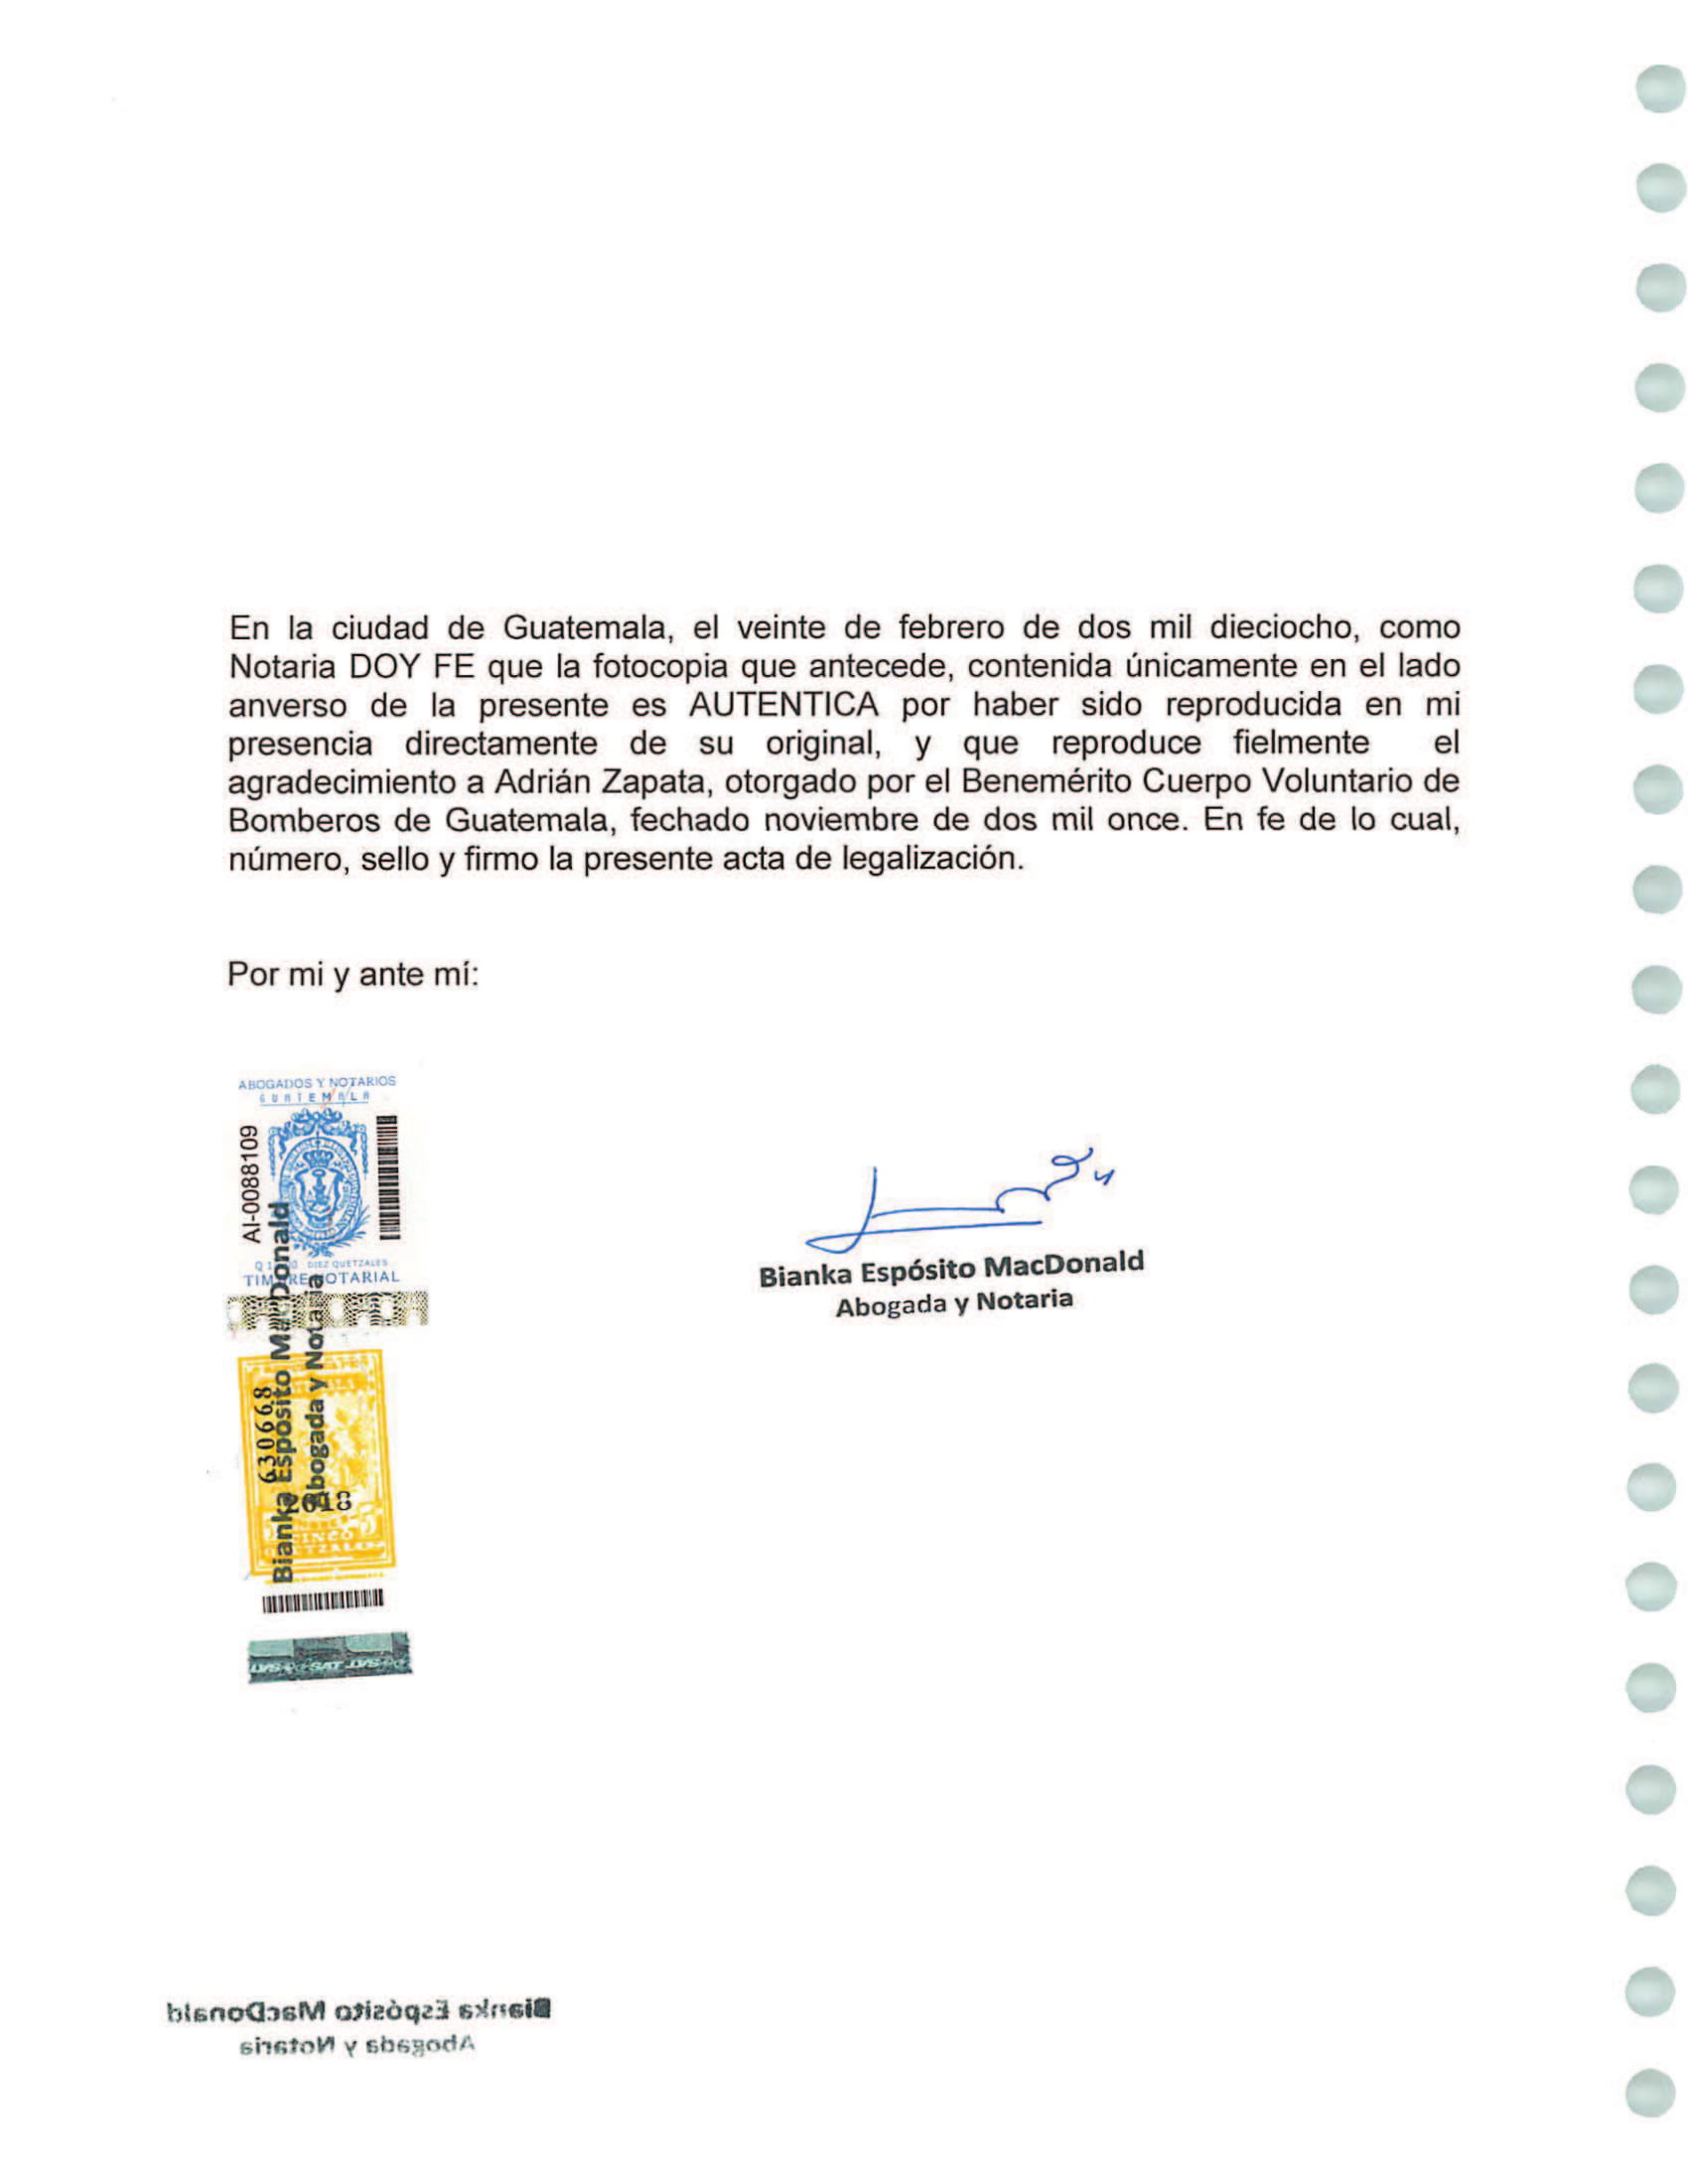 En la ciudad de Guatemala, el veinte de febrero de dos mil dieciocho, como
Notaria DOY FE que la fotocopia que antecede, contenida únicamente en el lado
anverso de la presente es AUTENTICA por haber sido reproducida en mi
presencia directamente de su original, y que reproduce fielmente el
agradecimiento a Adrián Zapata, otorgado por el Benemérito Cuerpo Voluntario de
Bomberos de Guatemala, fechado noviembre de dos mil once. En fe de lo cual,
número, sello y firmo la presente acta de legalización.
Por mi y ante mí:
ABOGADOS Y NOTARIOS
GUATEMALA
AI-0088109
DIEZ QUETZALES
TIMBRE NOTARIAL
Bianka Espósito MacDonald
Abogada y Notaria
630668
2018
CINCO
QUETZALES
Bianka Espósito MacDonald
Abogada y Notaria
Bianka Espósito MacDonald
Abogada y Notaria